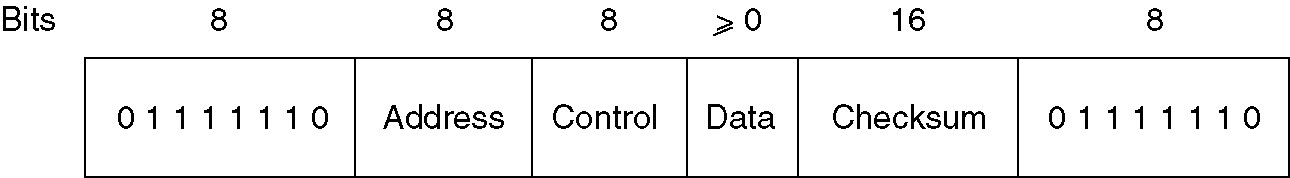 Bits 8 8 8 ⩾ 0 16 8
0 1 1 1 1 1 1 0 Address Control Data Checksum 0 1 1 1 1 1 1 0